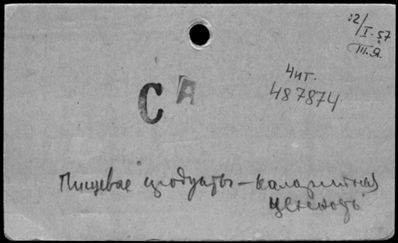 12/I.57
Ш.Я.
Чит.
487874
СА
Пищевые продукты – калорийная
ценность